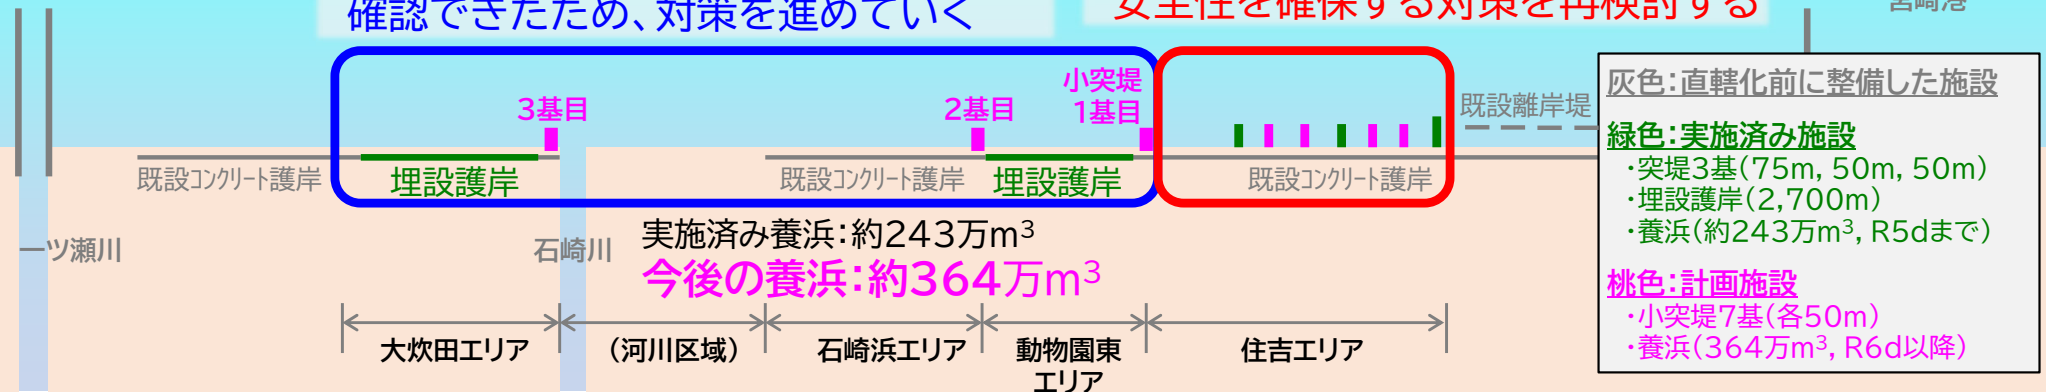 確認できたため、対策を進めていく
安全性を確保する対策を再検討する
宮崎港
小突堤
1基目
3基目
2基目
既設離岸堤
既設コンクリート護岸
埋設護岸
既設コンクリート護岸
埋設護岸
既設コンクリート護岸
一ツ瀬川
石崎川
実施済み養浜：約243万m³
今後の養浜：約364万m³
大炊田エリア
（河川区域）
石崎浜エリア
動物園東
エリア
住吉エリア
灰色：直轄化前に整備した施設
緑色：実施済み施設
・突堤3基(75m, 50m, 50m)
・埋設護岸(2,700m)
・養浜(約243万m³, R5dまで)
桃色：計画施設
・小突堤7基(各50m)
・養浜(364万m³, R6d以降)